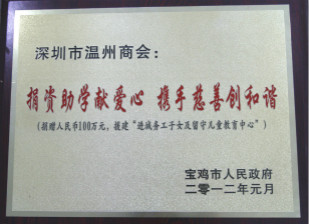 深圳市温州商会：
捐资助学献爱心 携手慈善创和谐
(捐赠人民币100万元，援建“进城务工子女及留守儿童教育中心”)
宝鸡市人民政府
二零一二年元月